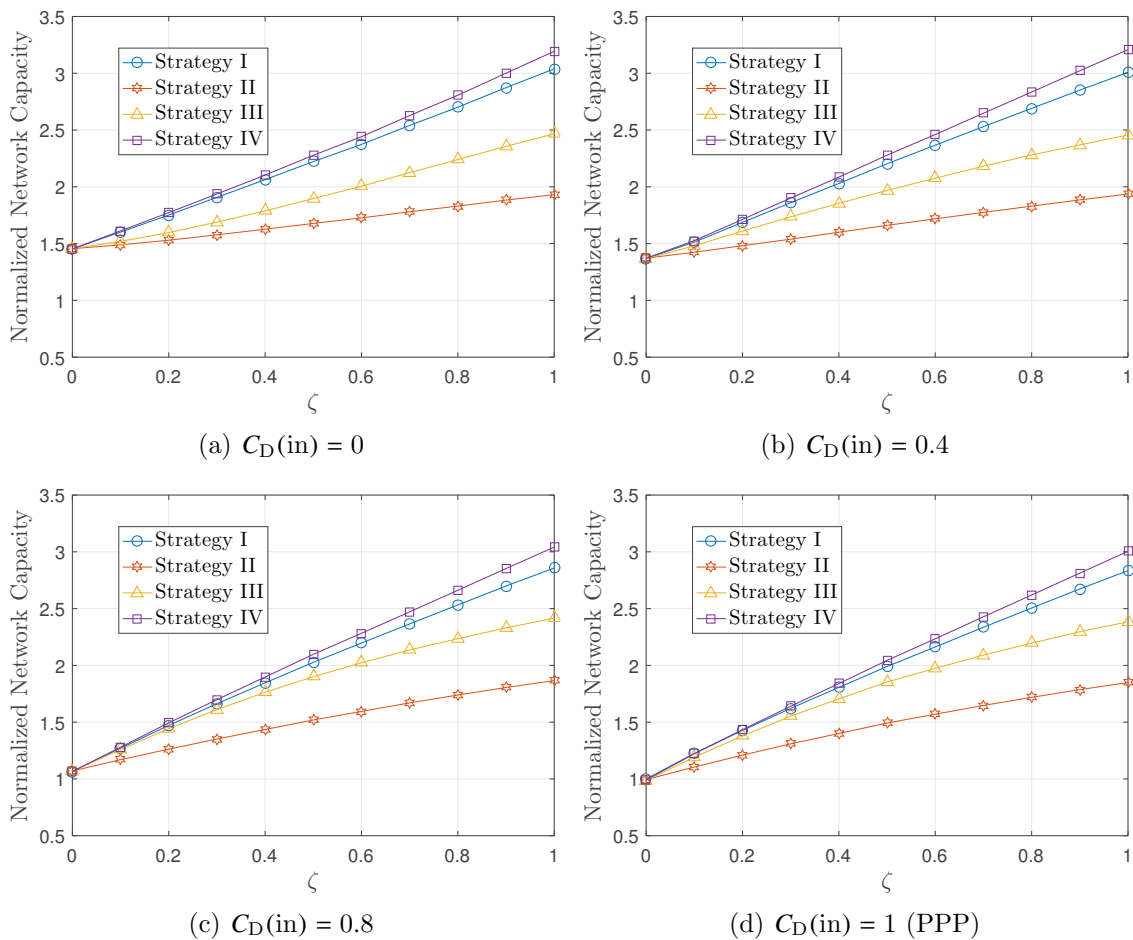 3.5
3
2.5
2
1.5
1
0.5
0 0.2 0.4 0.6 0.8 1
Normalized Network Capacity
ζ
Strategy I
Strategy II
Strategy III
Strategy IV
(a) C_D(in) = 0
3.5
3
2.5
2
1.5
1
0.5
0 0.2 0.4 0.6 0.8 1
Normalized Network Capacity
ζ
Strategy I
Strategy II
Strategy III
Strategy IV
(b) C_D(in) = 0.4
3.5
3
2.5
2
1.5
1
0.5
0 0.2 0.4 0.6 0.8 1
Normalized Network Capacity
ζ
Strategy I
Strategy II
Strategy III
Strategy IV
(c) C_D(in) = 0.8
3.5
3
2.5
2
1.5
1
0.5
0 0.2 0.4 0.6 0.8 1
Normalized Network Capacity
ζ
Strategy I
Strategy II
Strategy III
Strategy IV
(d) C_D(in) = 1 (PPP)